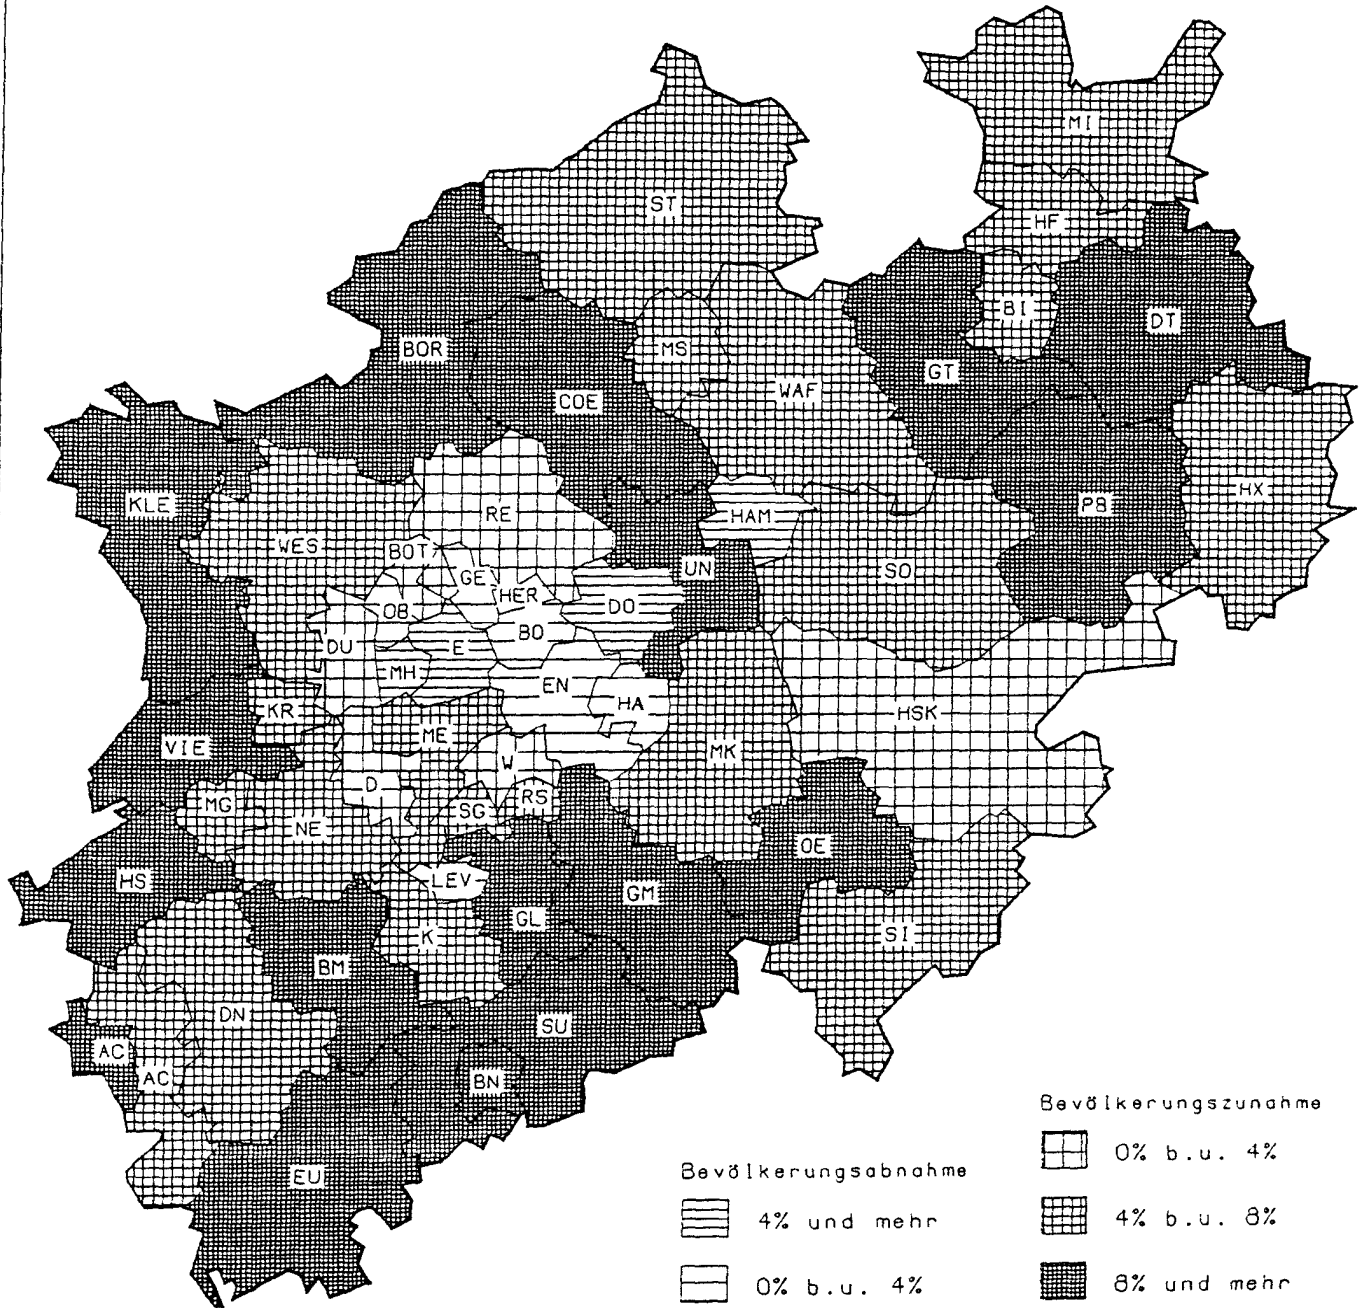 MI
ST
HF
BI
DT
BOR
MS
GT
COE
WAF
KLE
RE
HAM
PB
HX
WES
BOT
GE
HER
UN
SO
OB
DO
DU
E
BO
MH
EN
HA
KR
HSK
VIE
ME
MK
W
D
RS
MG
SG
NE
OE
HS
LEV
GM
GL
K
SI
BM
DN
SU
AC
AC
BN
EU
Bevölkerungsabnahme
4% und mehr
0% b.u. 4%
Bevölkerungszunahme
0% b.u. 4%
4% b.u. 8%
8% und mehr